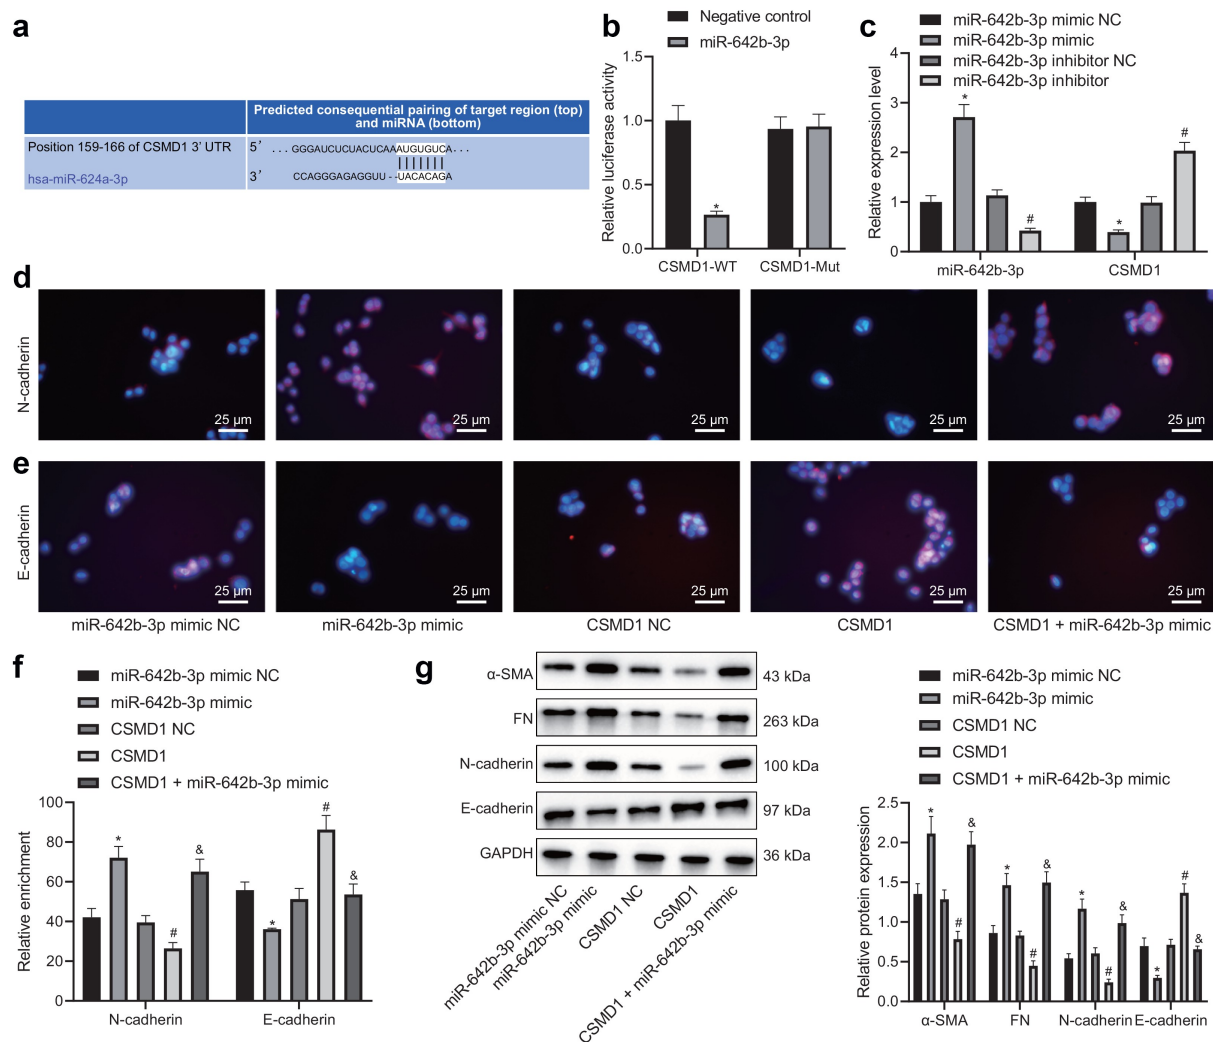 a
Predicted consequential pairing of target region (top)
and miRNA (bottom)
Position 159-166 of CSMD1 3' UTR
5' ... GGGAUCUCUACUCAAAUGUGUCA...
hsa-miR-624a-3p
3' CCAGGGAGAGGUU--UACACAGA
b
Negative control
miR-642b-3p
Relative luciferase activity
1.5
1.0
0.5
0.0
*
CSMD1-WT
CSMD1-Mut
c
miR-642b-3p mimic NC
miR-642b-3p mimic
miR-642b-3p inhibitor NC
miR-642b-3p inhibitor
Relative expression level
4
3
2
1
0
*
#
*
#
miR-642b-3p
CSMD1
d
N-cadherin
25 µm
25 µm
25 µm
25 µm
25 µm
e
E-cadherin
25 µm
25 µm
25 µm
25 µm
25 µm
miR-642b-3p mimic NC
miR-642b-3p mimic
CSMD1 NC
CSMD1
CSMD1 + miR-642b-3p mimic
f
miR-642b-3p mimic NC
miR-642b-3p mimic
CSMD1 NC
CSMD1
CSMD1 + miR-642b-3p mimic
Relative enrichment
100
80
60
40
20
0
*
#
&
*
#
&
N-cadherin
E-cadherin
g
α-SMA
43 kDa
FN
263 kDa
N-cadherin
100 kDa
E-cadherin
97 kDa
GAPDH
36 kDa
miR-642b-3p mimic NC
miR-642b-3p mimic
CSMD1 NC
CSMD1
CSMD1 + miR-642b-3p mimic
miR-642b-3p mimic NC
miR-642b-3p mimic
CSMD1 NC
CSMD1
CSMD1 + miR-642b-3p mimic
Relative protein expression
2.5
2.0
1.5
1.0
0.5
0.0
*
#
&
*
#
&
*
#
&
*
#
&
α-SMA
FN
N-cadherin
E-cadherin